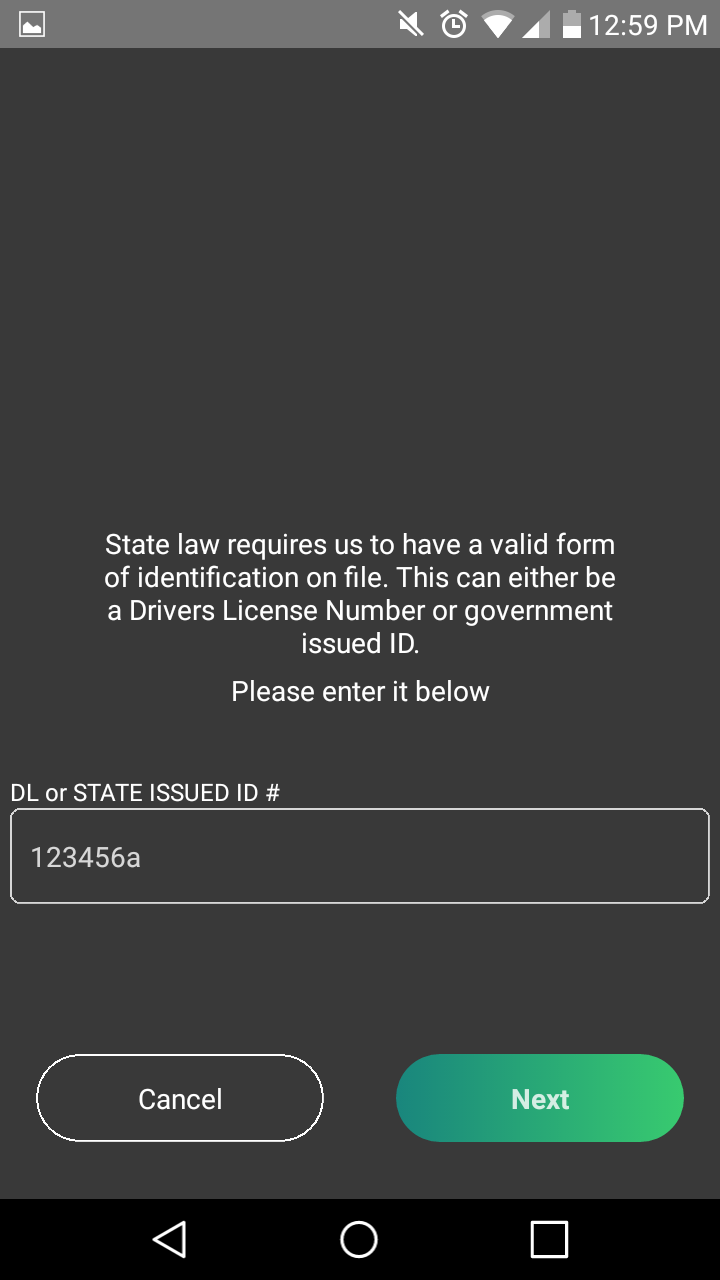 12:59 PM
State law requires us to have a valid form
of identification on file. This can either be
a Drivers License Number or government
issued ID.
Please enter it below
DL or STATE ISSUED ID #
123456a
Cancel
Next